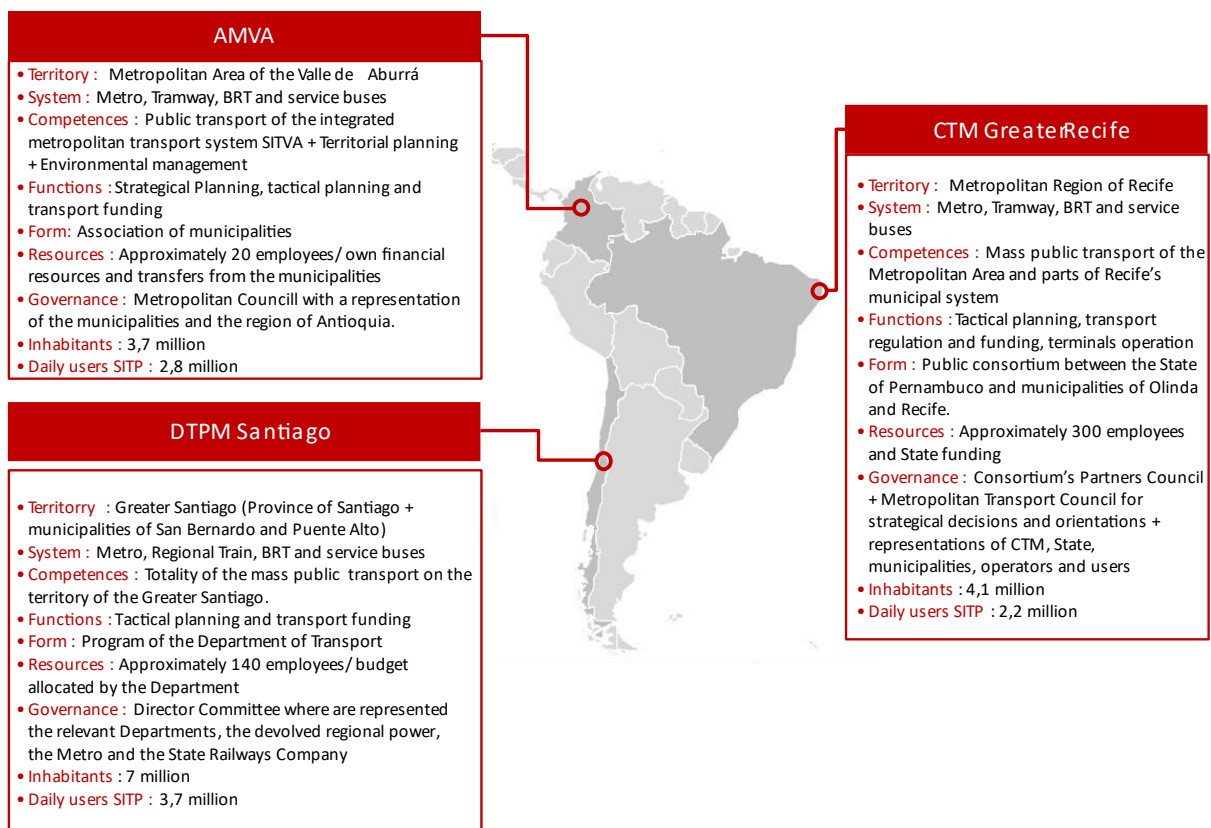 AMVA
• Territory : Metropolitan Area of the Valle de Aburrá
• System : Metro, Tramway, BRT and service buses
• Competences : Public transport of the integrated
metropolitan transport system SITVA + Territorial planning
+ Environmental management
• Functions : Strategical Planning, tactical planning and
transport funding
• Form: Association of municipalities
• Resources : Approximately 20 employees/ own financial
resources and transfers from the municipalities
• Governance : Metropolitan Councill with a representation
of the municipalities and the region of Antioquia.
• Inhabitants : 3,7 million
• Daily users SITP : 2,8 million
DTPM Santiago
• Territorry : Greater Santiago (Province of Santiago +
municipalities of San Bernardo and Puente Alto)
• System : Metro, Regional Train, BRT and service buses
• Competences : Totality of the mass public transport on the
territory of the Greater Santiago.
• Functions : Tactical planning and transport funding
• Form : Program of the Department of Transport
• Resources : Approximately 140 employees/ budget
allocated by the Department
• Governance : Director Committee where are represented
the relevant Departments, the devolved regional power,
the Metro and the State Railways Company
• Inhabitants : 7 million
• Daily users SITP : 3,7 million
CTM GreaterRecife
• Territory : Metropolitan Region of Recife
• System : Metro, Tramway, BRT and service
buses
• Competences : Mass public transport of the
Metropolitan Area and parts of Recife's
municipal system
• Functions : Tactical planning, transport
regulation and funding, terminals operation
• Form : Public consortium between the State
of Pernambuco and municipalities of Olinda
and Recife.
• Resources : Approximately 300 employees
and State funding
• Governance : Consortium's Partners Council
+ Metropolitan Transport Council for
strategical decisions and orientations +
representations of CTM, State,
municipalities, operators and users
• Inhabitants : 4,1 million
• Daily users SITP : 2,2 million